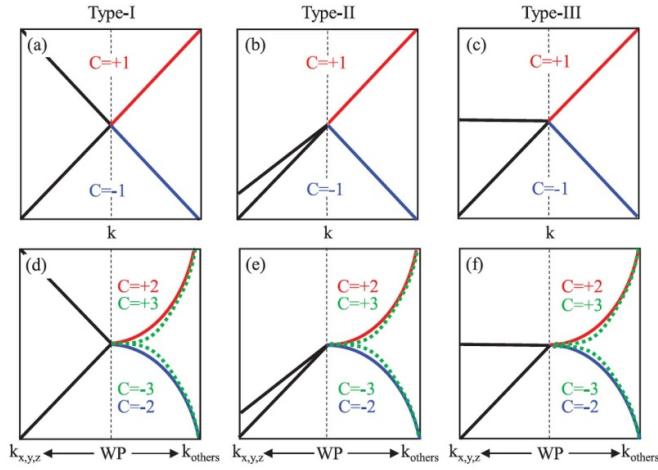 Type-I Type-II Type-III
(a) (b) (c)
C=+1 C=+1 C=+1
C=-1 C=-1 C=-1
k k k
(d) (e) (f)
C=+2 C=+2 C=+2
C=+3 C=+3 C=+3
C=-3 C=-3 C=-3
C=-2 C=-2 C=-2
kx,y,z WP kothers kx,y,z WP kothers kx,y,z WP kothers